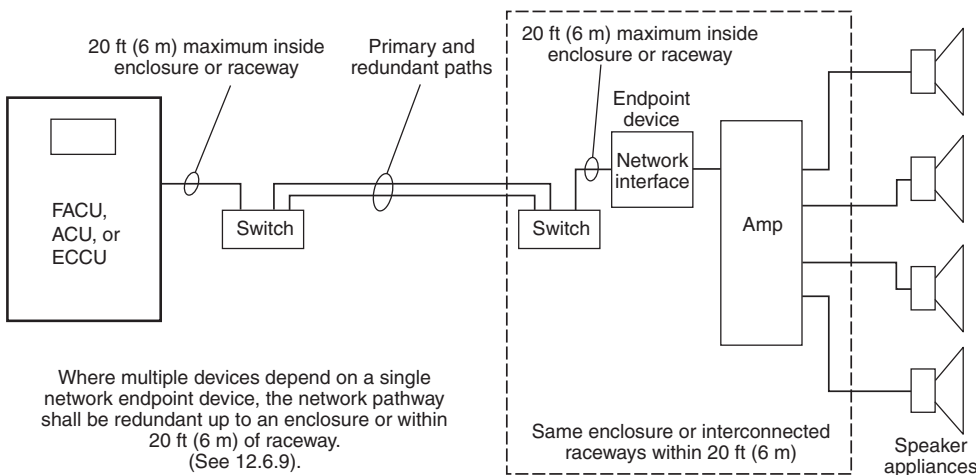 20 ft (6 m) maximum inside
enclosure or raceway
Primary and
redundant paths
20 ft (6 m) maximum inside
enclosure or raceway
Endpoint
device
Network
interface
FACU,
ACU, or
ECCU
Switch
Switch
Amp
Where multiple devices depend on a single
network endpoint device, the network pathway
shall be redundant up to an enclosure or within
20 ft (6 m) of raceway.
(See 12.6.9).
Same enclosure or interconnected
raceways within 20 ft (6 m)
Speaker
appliances